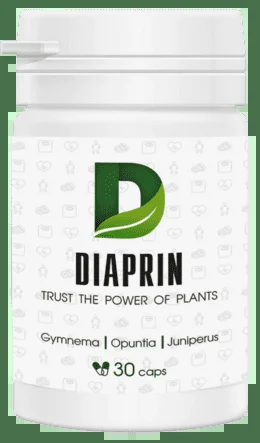 D
DIAPRIN
TRUST THE POWER OF PLANTS
Gymnema | Opuntia | Juniperus
30 caps